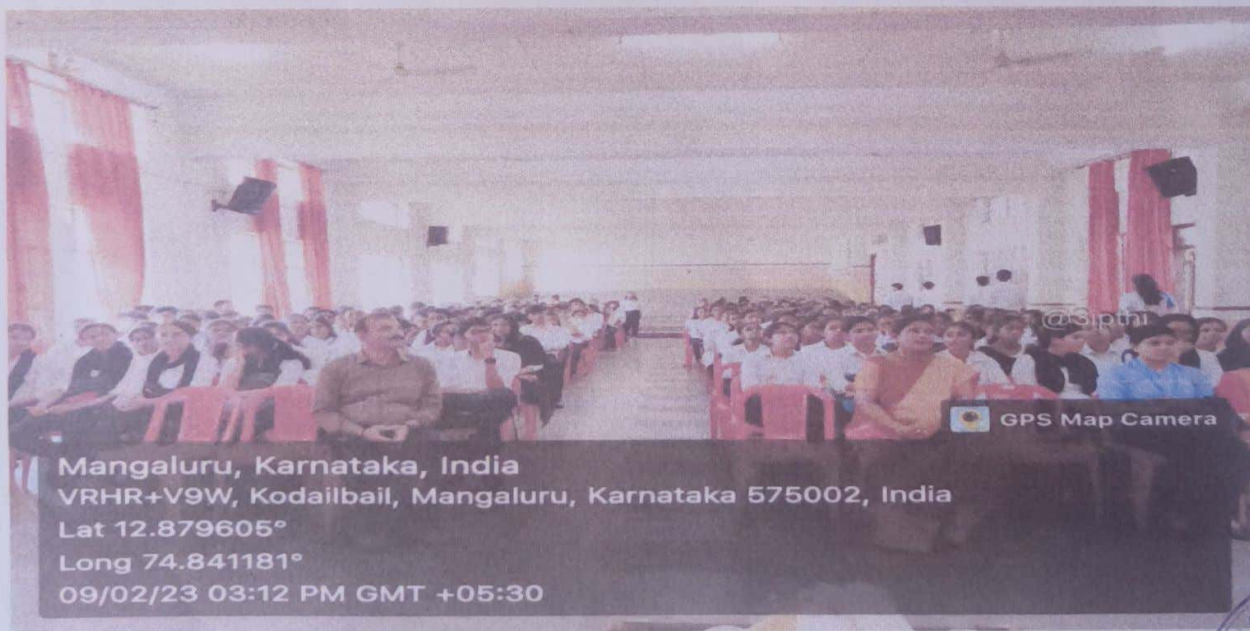 @3ipthi
GPS Map Camera
Mangaluru, Karnataka, India
VRHR+V9W, Kodailbail, Mangaluru, Karnataka 575002, India
Lat 12.879605°
Long 74.841181°
09/02/23 03:12 PM GMT +05:30